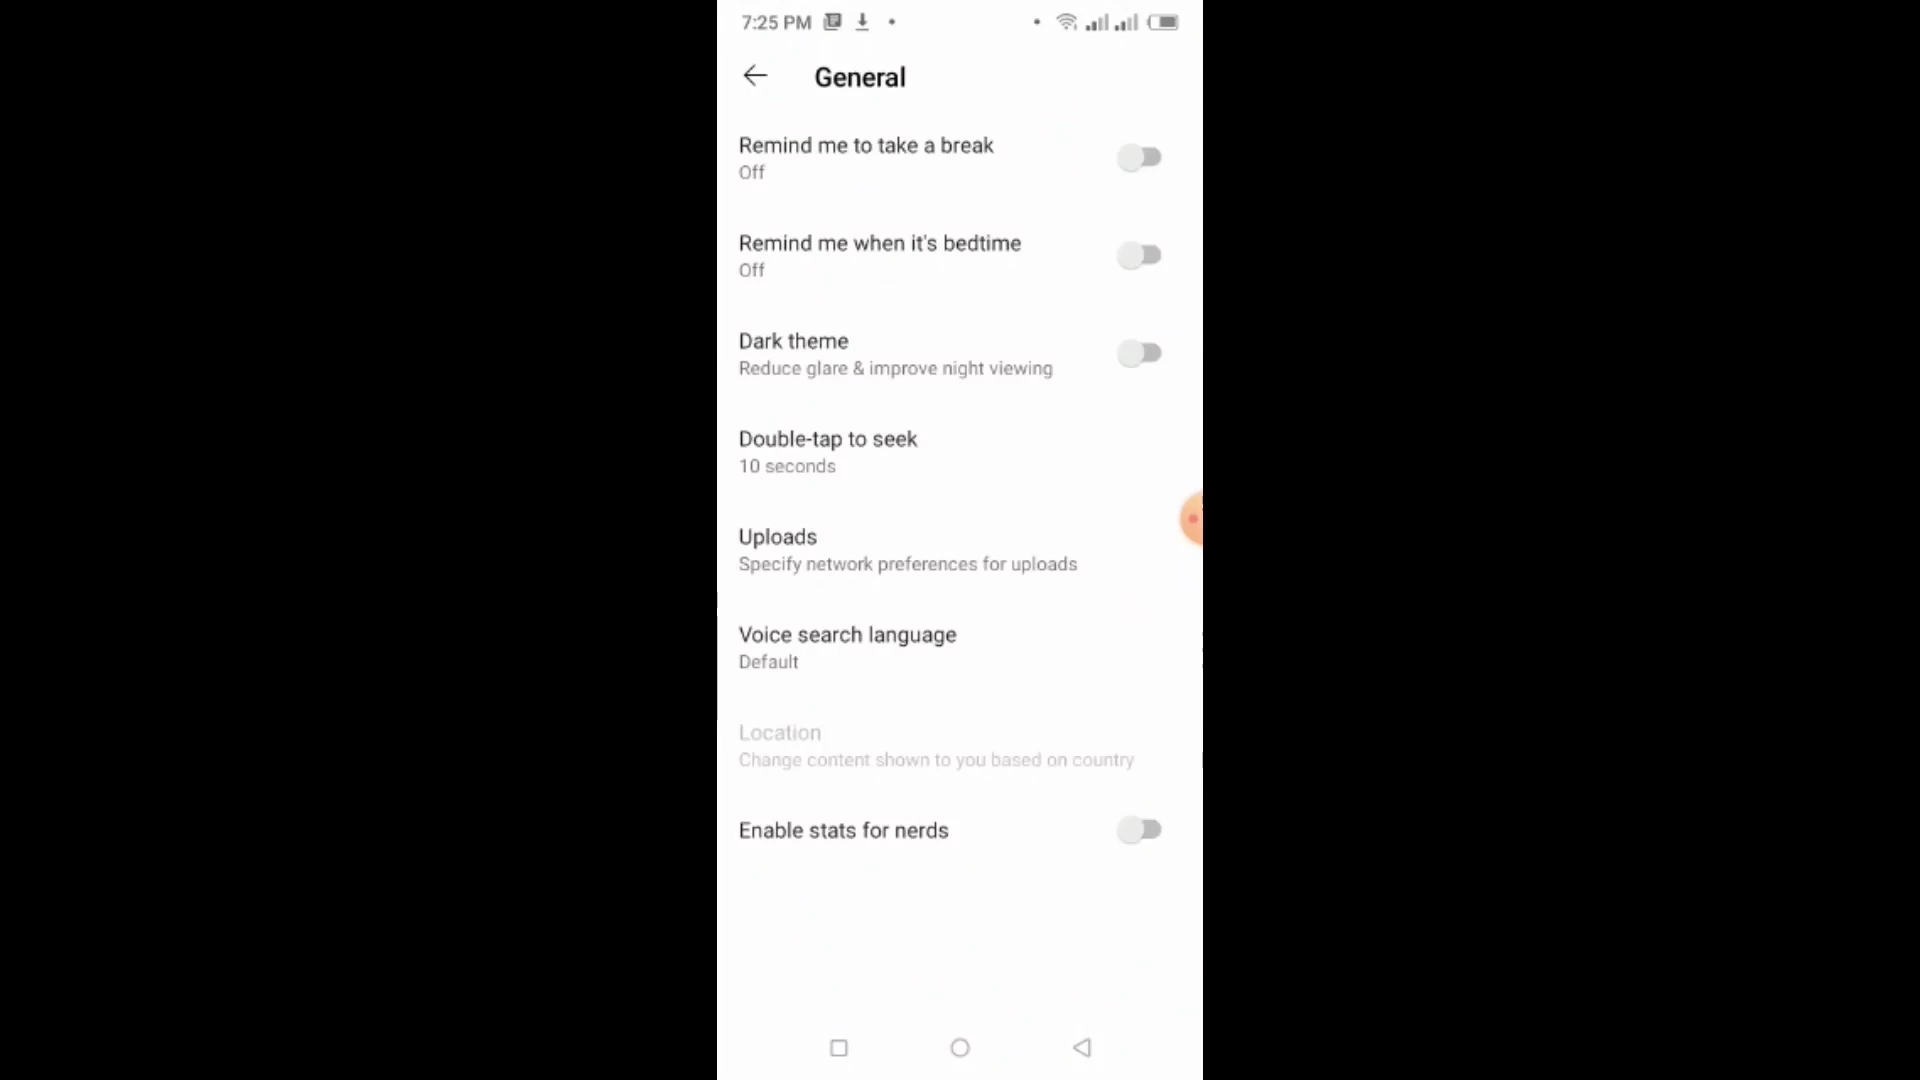 7:25 PM
General
Remind me to take a break
Off
Remind me when it's bedtime
Off
Dark theme
Reduce glare & improve night viewing
Double-tap to seek
10 seconds
Uploads
Specify network preferences for uploads
Voice search language
Default
Location
Change content shown to you based on country
Enable stats for nerds